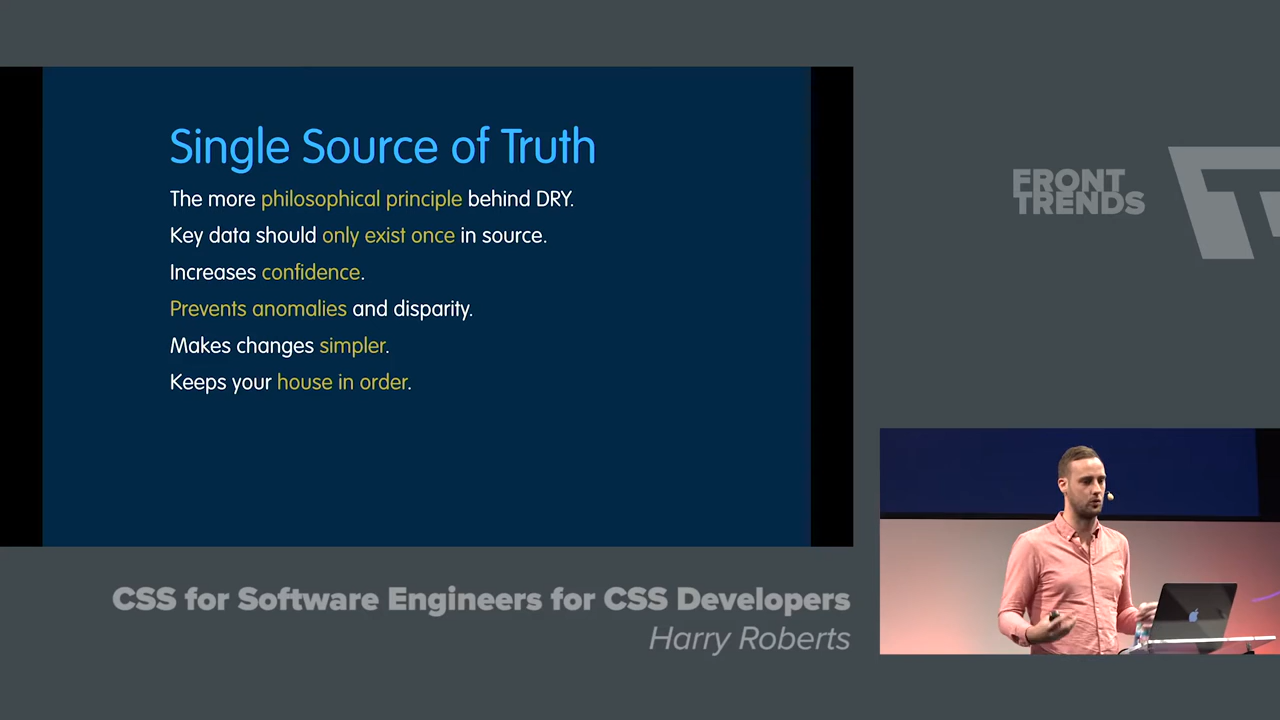 Single Source of Truth
The more philosophical principle behind DRY.
Key data should only exist once in source.
Increases confidence.
Prevents anomalies and disparity.
Makes changes simpler.
Keeps your house in order.
FRONT
TRENDS
CSS for Software Engineers for CSS Developers
Harry Roberts